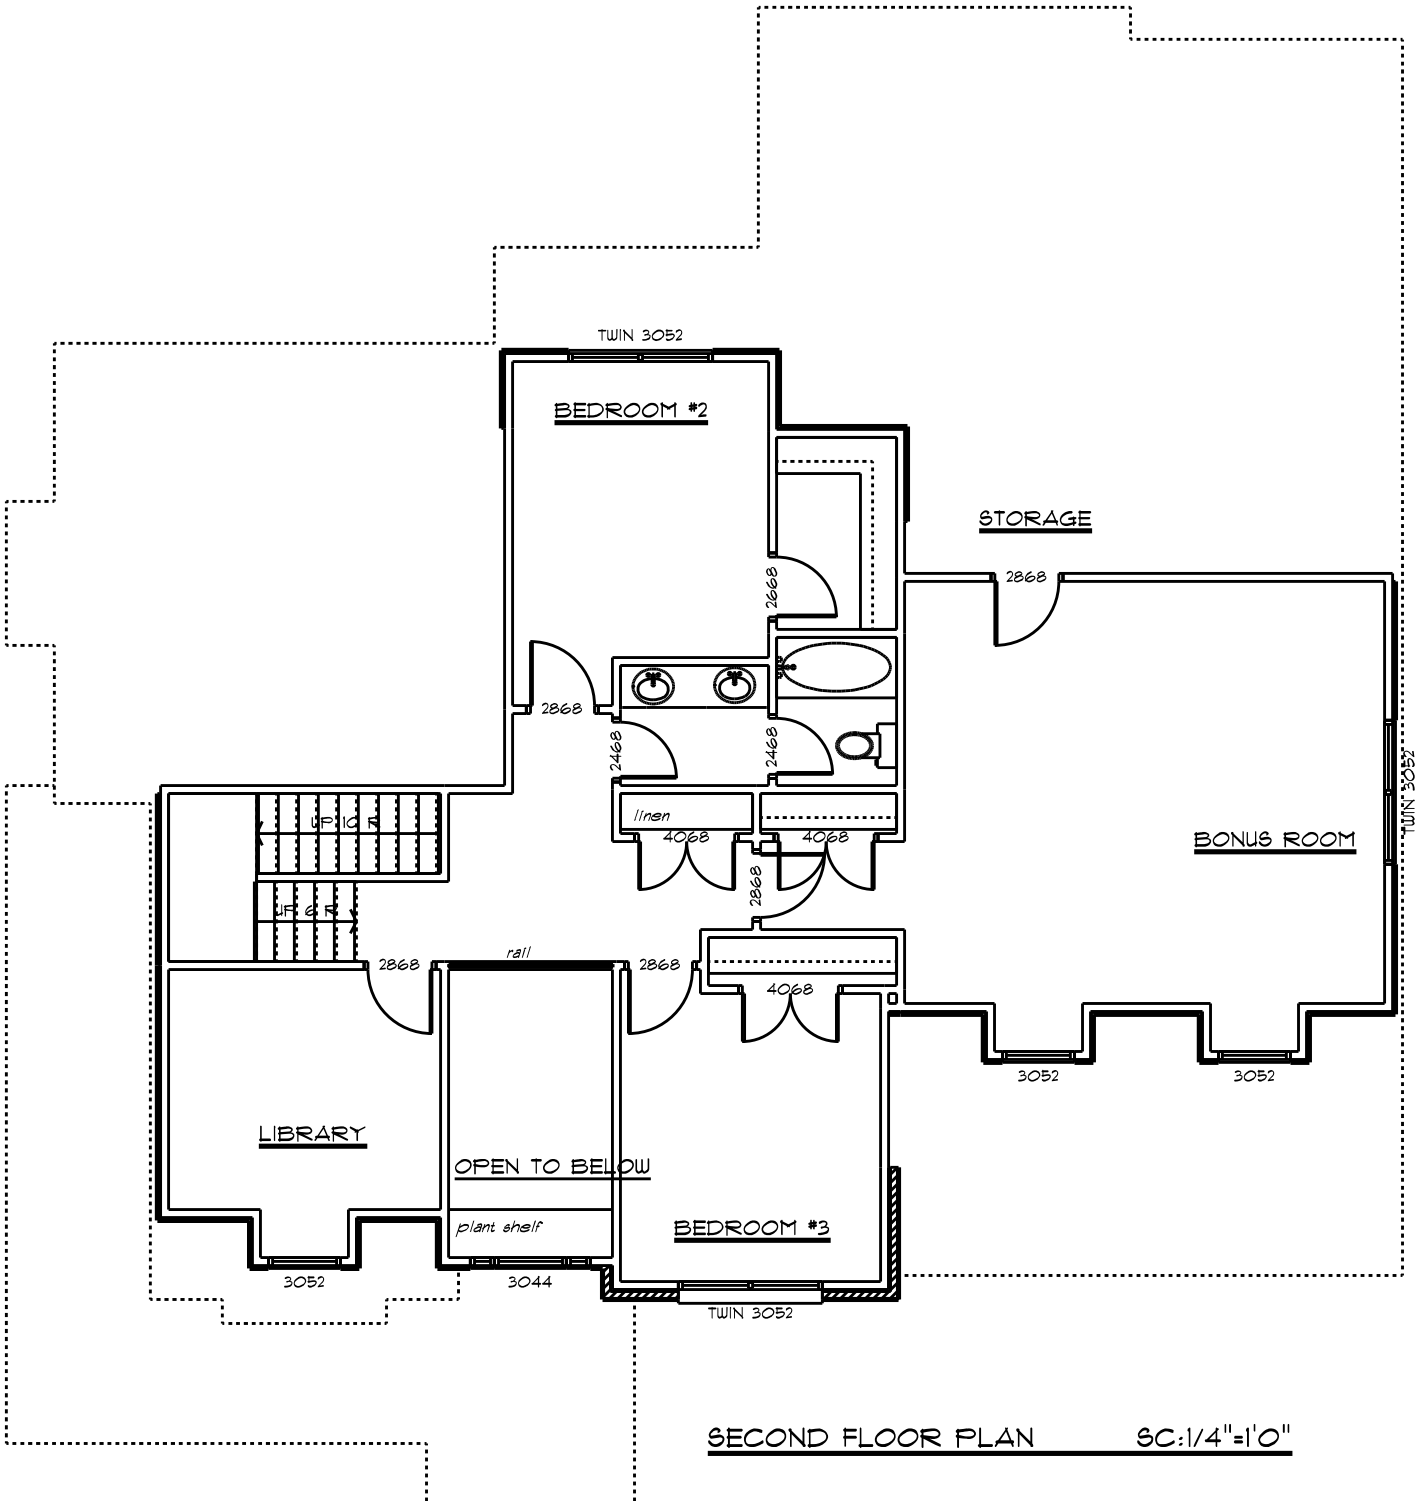 TWIN 3052
BEDROOM #2
STORAGE
2868
2668
2868
2468
2468
TWIN 3052
linen
4068
4068
UP 10 R
BONUS ROOM
2868
UP 6 R
rail
2868
2868
4068
3052
3052
LIBRARY
OPEN TO BELOW
plant shelf
BEDROOM #3
3052
3044
TWIN 3052
SECOND FLOOR PLAN SC:1/4"=1'0"